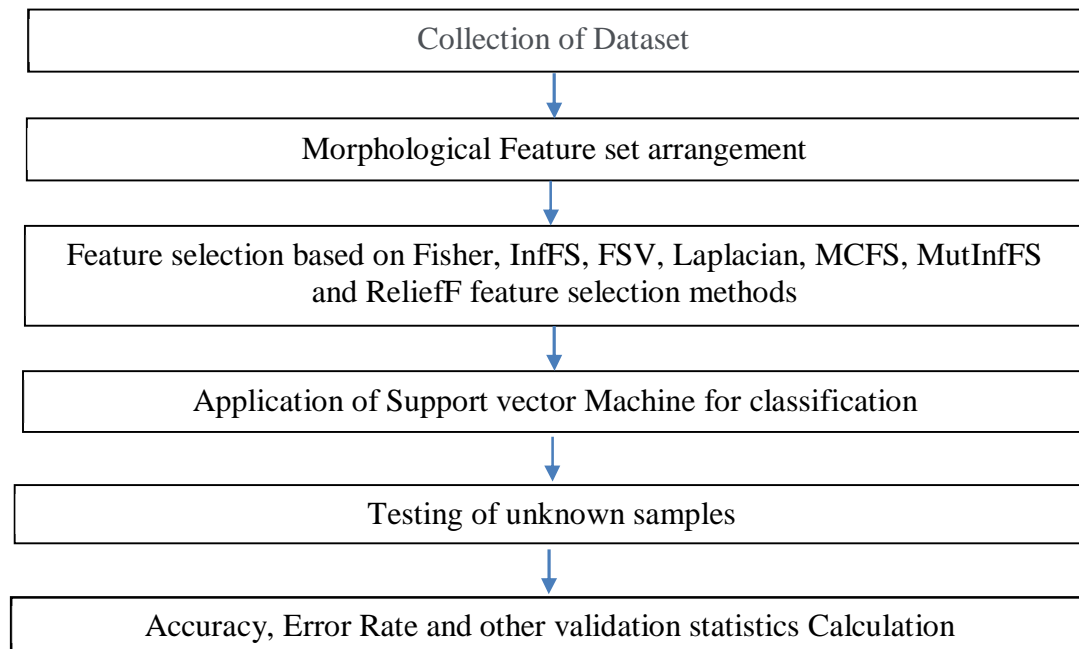 Collection of Dataset
Morphological Feature set arrangement
Feature selection based on Fisher, InfFS, FSV, Laplacian, MCFS, MutInfFS
and ReliefF feature selection methods
Application of Support vector Machine for classification
Testing of unknown samples
Accuracy, Error Rate and other validation statistics Calculation